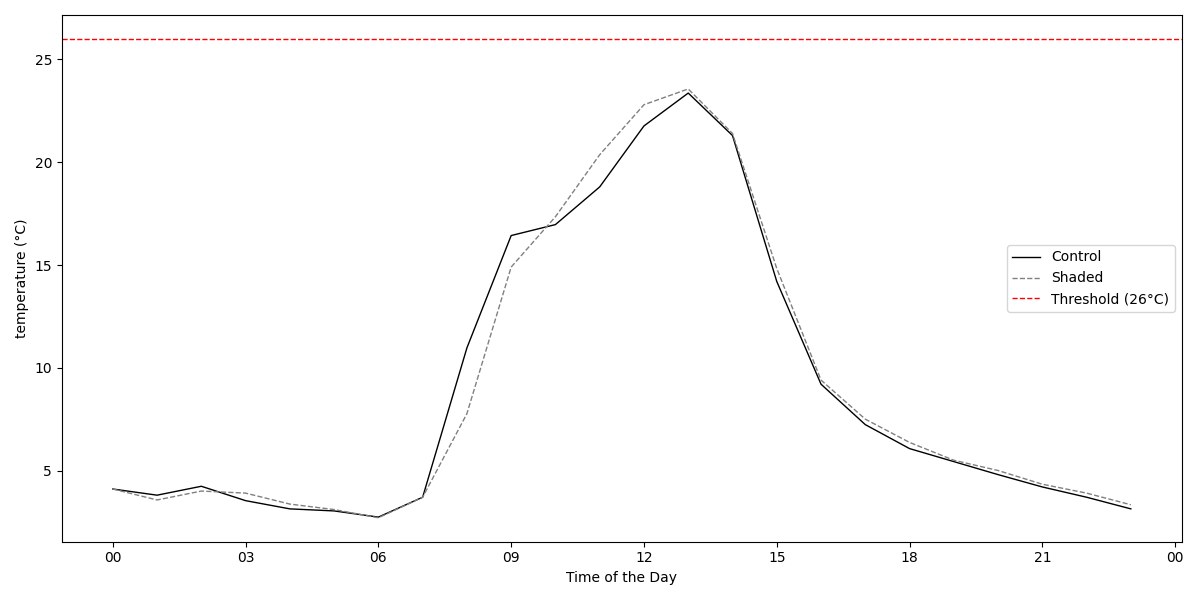 25
20
15
10
5
temperature (°C)
Control
Shaded
Threshold (26°C)
00 03 06 09 12 15 18 21 00
Time of the Day